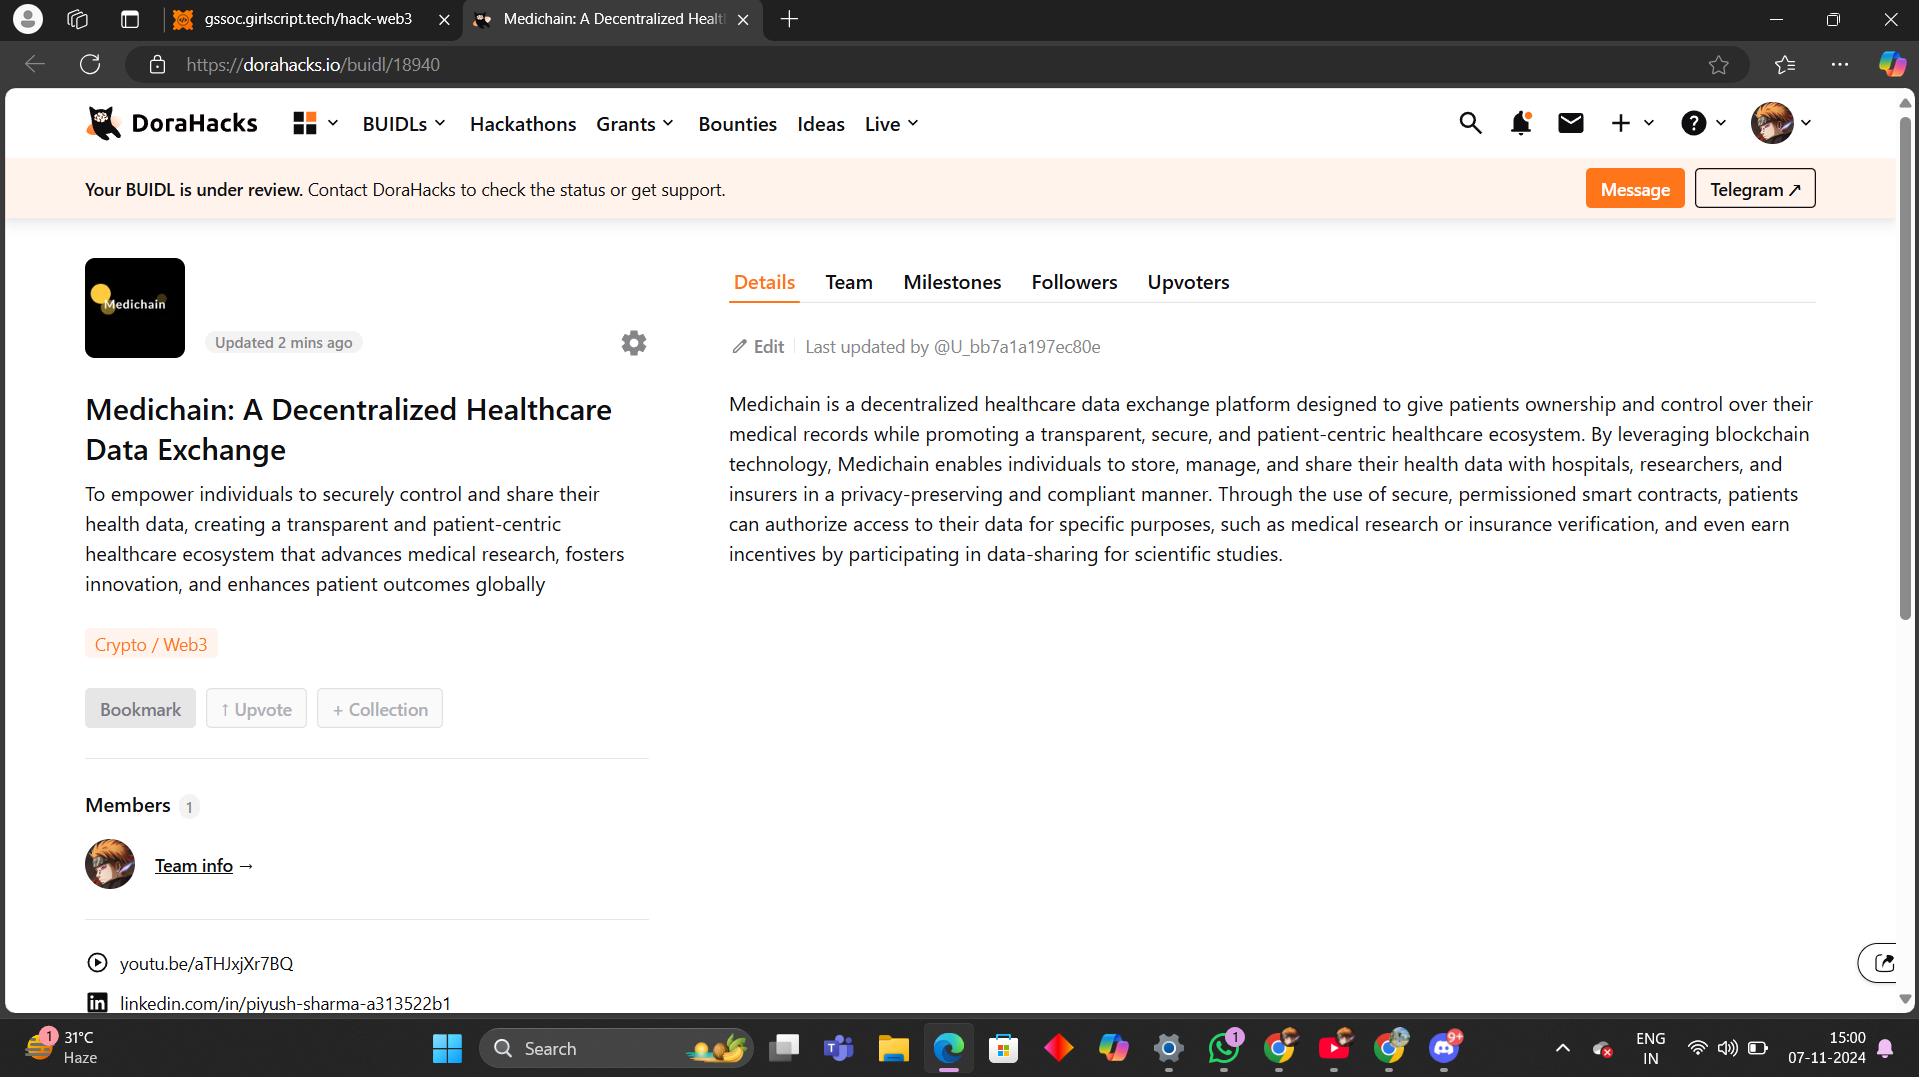 gssoc.girlscript.tech/hack-web3
Medichain: A Decentralized Healt
https://dorahacks.io/buidl/18940
DoraHacks
BUIDLs
Hackathons
Grants
Bounties
Ideas
Live
Your BUIDL is under review. Contact DoraHacks to check the status or get support.
Message
Telegram ↗
Medichain
Updated 2 mins ago
Medichain: A Decentralized Healthcare
Data Exchange
To empower individuals to securely control and share their
health data, creating a transparent and patient-centric
healthcare ecosystem that advances medical research, fosters
innovation, and enhances patient outcomes globally
Crypto / Web3
Bookmark
↑ Upvote
+ Collection
Members 1
Team info →
youtu.be/aTHJxjXr7BQ
linkedin.com/in/piyush-sharma-a313522b1
Details
Team
Milestones
Followers
Upvoters
Edit
Last updated by @U_bb7a1a197ec80e
Medichain is a decentralized healthcare data exchange platform designed to give patients ownership and control over their
medical records while promoting a transparent, secure, and patient-centric healthcare ecosystem. By leveraging blockchain
technology, Medichain enables individuals to store, manage, and share their health data with hospitals, researchers, and
insurers in a privacy-preserving and compliant manner. Through the use of secure, permissioned smart contracts, patients
can authorize access to their data for specific purposes, such as medical research or insurance verification, and even earn
incentives by participating in data-sharing for scientific studies.
1
31°C
Haze
Search
1
9+
ENG
IN
15:00
07-11-2024